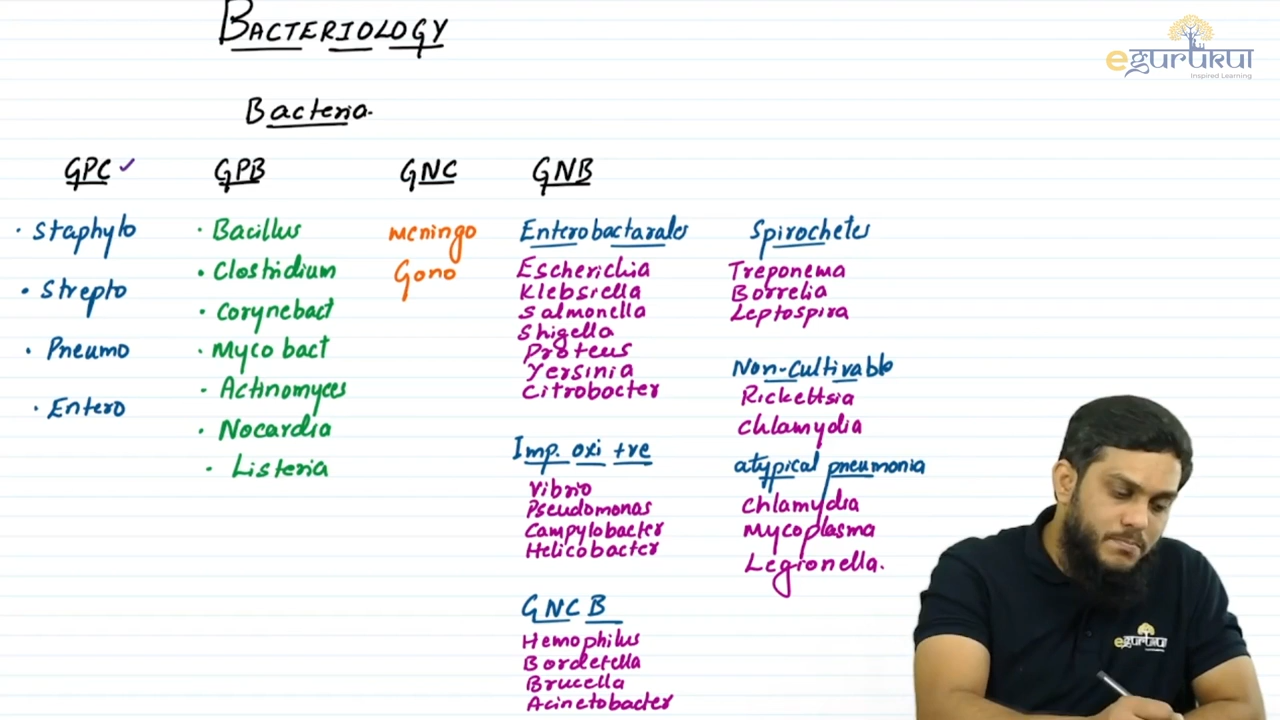 BACTERIOLOGY
egurukul
Inspired Learning
Bacteria.
GPC ✓
• Staphylo
• Strepto
• Pneumo
• Entero
GPB
• Bacillus
• Clostidium
• Corynebact
• Myco bact
• Actinomyces
• Nocardia
• Listeria
GNC
meningo
Gono
GNB
Enterobactarales
Escherichia
Klebsiella
Salmonella
Shigella
Proteus
Yersinia
Citrobacter
Imp. oxi +ve
Vibrio
Pseudomonas
Campylobacter
Helicobacter
GNCB
Hemophilus
Bordetella
Brucella
Acinetobacter
Spirochetes
Treponema
Borrelia
Leptospira
Non-Cultivable
Rickettsia
Chlamydia
atypical pneumonia
Chlamydia
Mycoplasma
Legionella.
egurukul